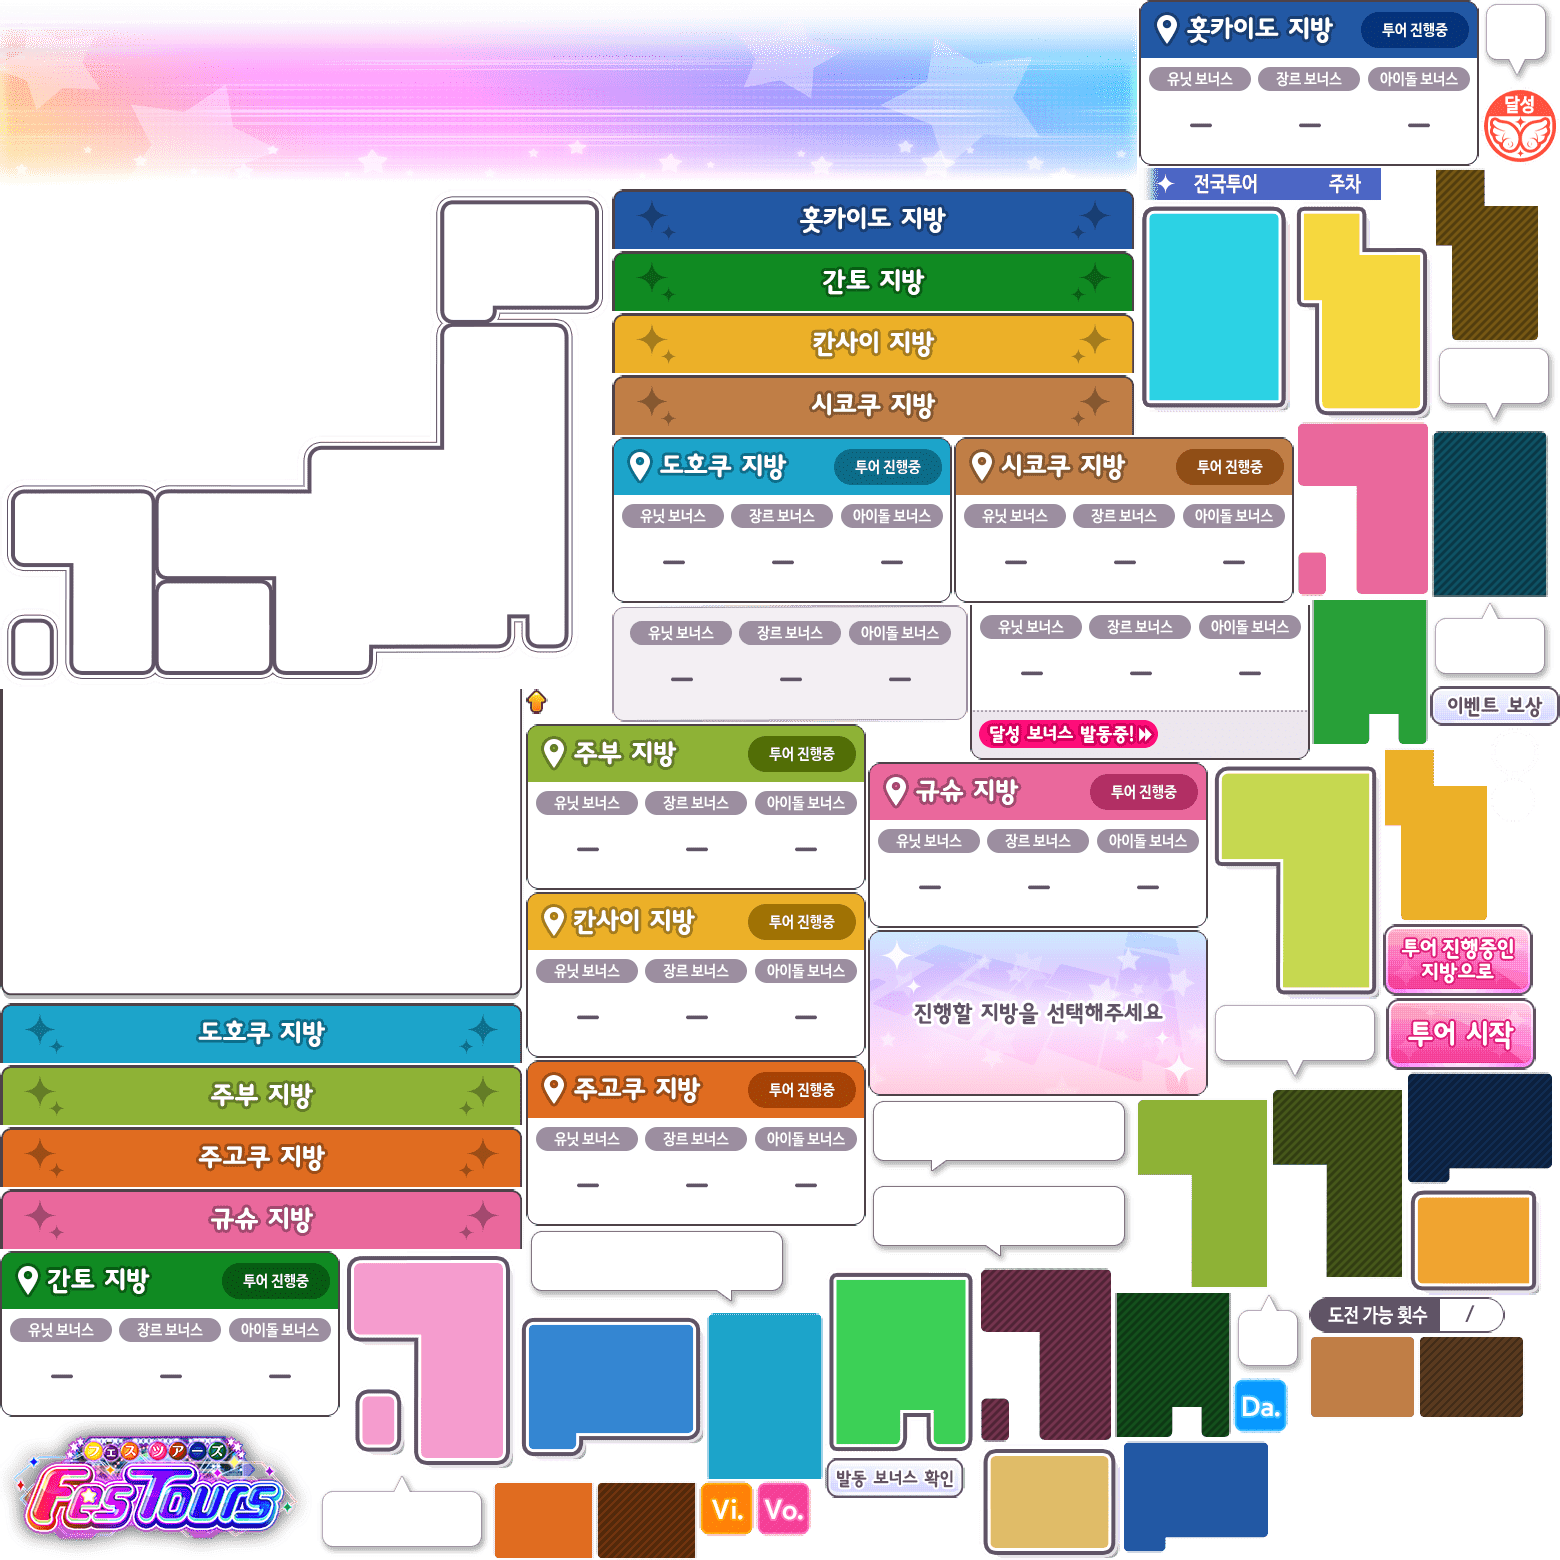 홋카이도 지방
투어 진행중
유닛 보너스
장르 보너스
아이돌 보너스
달성
전국투어 주차
홋카이도 지방
간토 지방
칸사이 지방
시코쿠 지방
도호쿠 지방
투어 진행중
유닛 보너스
장르 보너스
아이돌 보너스
시코쿠 지방
투어 진행중
유닛 보너스
장르 보너스
아이돌 보너스
유닛 보너스
장르 보너스
아이돌 보너스
유닛 보너스
장르 보너스
아이돌 보너스
달성 보너스 발동중!
이벤트 보상
주부 지방
투어 진행중
유닛 보너스
장르 보너스
아이돌 보너스
규슈 지방
투어 진행중
유닛 보너스
장르 보너스
아이돌 보너스
칸사이 지방
투어 진행중
유닛 보너스
장르 보너스
아이돌 보너스
투어 진행중인
지방으로
진행할 지방을 선택해주세요
투어 시작
도호쿠 지방
주부 지방
주고쿠 지방
규슈 지방
주고쿠 지방
투어 진행중
유닛 보너스
장르 보너스
아이돌 보너스
간토 지방
투어 진행중
유닛 보너스
장르 보너스
아이돌 보너스
도전 가능 횟수 /
Da.
フェスツアーズ
FesTours
발동 보너스 확인
Vi.
Vo.